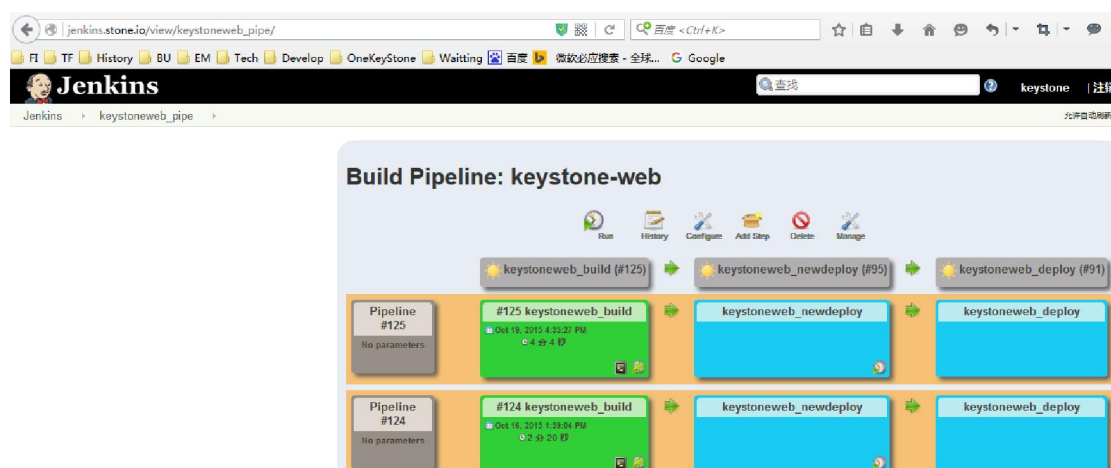 jenkins.stone.io/view/keystoneweb_pipe/
百度 <Ctrl+K>
FI TF History BU EM Tech Develop OneKeyStone Waitting 百度 微软必应搜索 - 全球... Google
Jenkins
查找
keystone | 注销
Jenkins keystoneweb_pipe
允许自动刷新
Build Pipeline: keystone-web
Run History Configure Add Step Delete Manage
keystoneweb_build (#125) keystoneweb_newdeploy (#95) keystoneweb_deploy (#91)
Pipeline
#125
No parameters
#125 keystoneweb_build
Oct 19, 2015 4:33:27 PM
4 分 4 秒
keystoneweb_newdeploy
keystoneweb_deploy
Pipeline
#124
No parameters
#124 keystoneweb_build
Oct 16, 2015 1:59:04 PM
2 分 20 秒
keystoneweb_newdeploy
keystoneweb_deploy